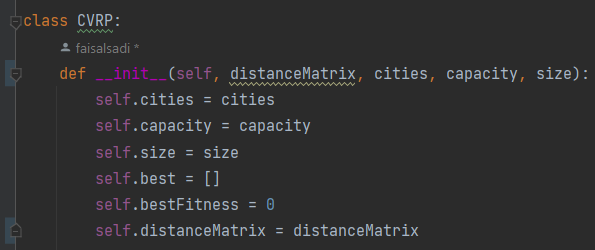 class CVRP:
faisalsadi *
def __init__(self, distanceMatrix, cities, capacity, size):
self.cities = cities
self.capacity = capacity
self.size = size
self.best = []
self.bestFitness = 0
self.distanceMatrix = distanceMatrix